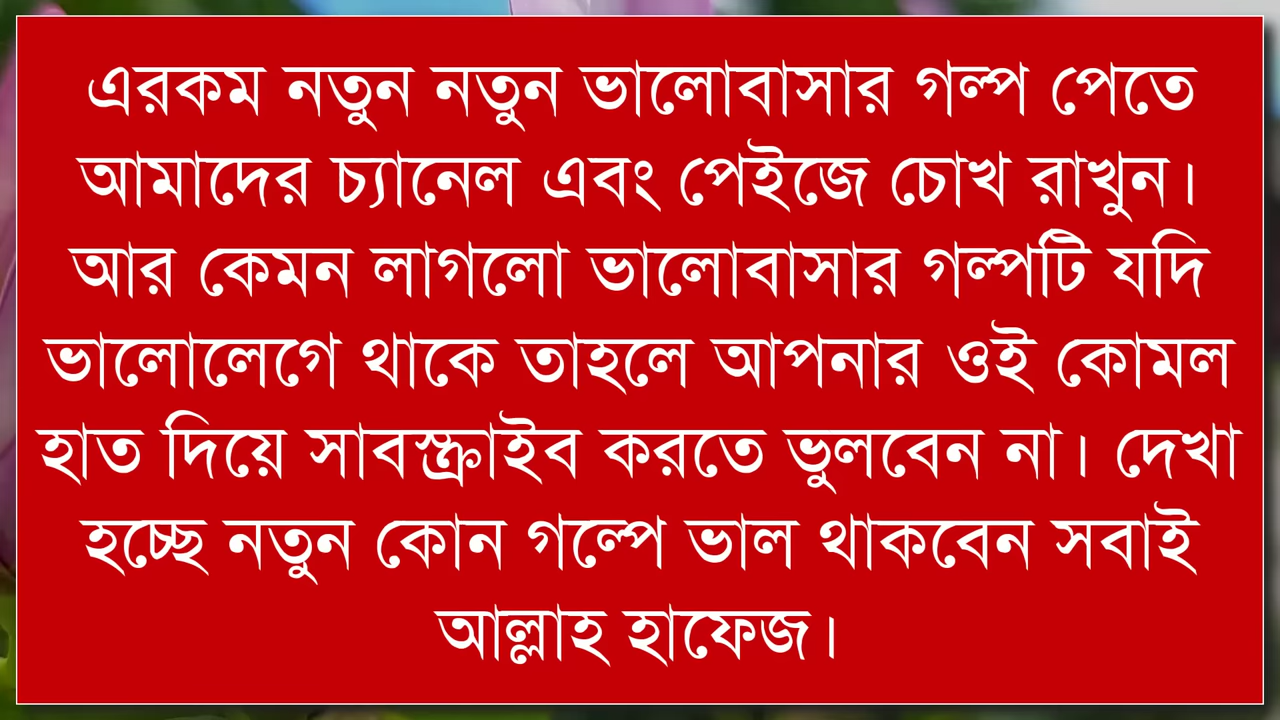 এরকম নতুন নতুন ভালোবাসার গল্প পেতে
আমাদের চ্যানেল এবং পেইজে চোখ রাখুন।
আর কেমন লাগলো ভালোবাসার গল্পটি যদি
ভালোলেগে থাকে তাহলে আপনার ওই কোমল
হাত দিয়ে সাবস্ক্রাইব করতে ভুলবেন না। দেখা
হচ্ছে নতুন কোন গল্পে ভাল থাকবেন সবাই
আল্লাহ হাফেজ।